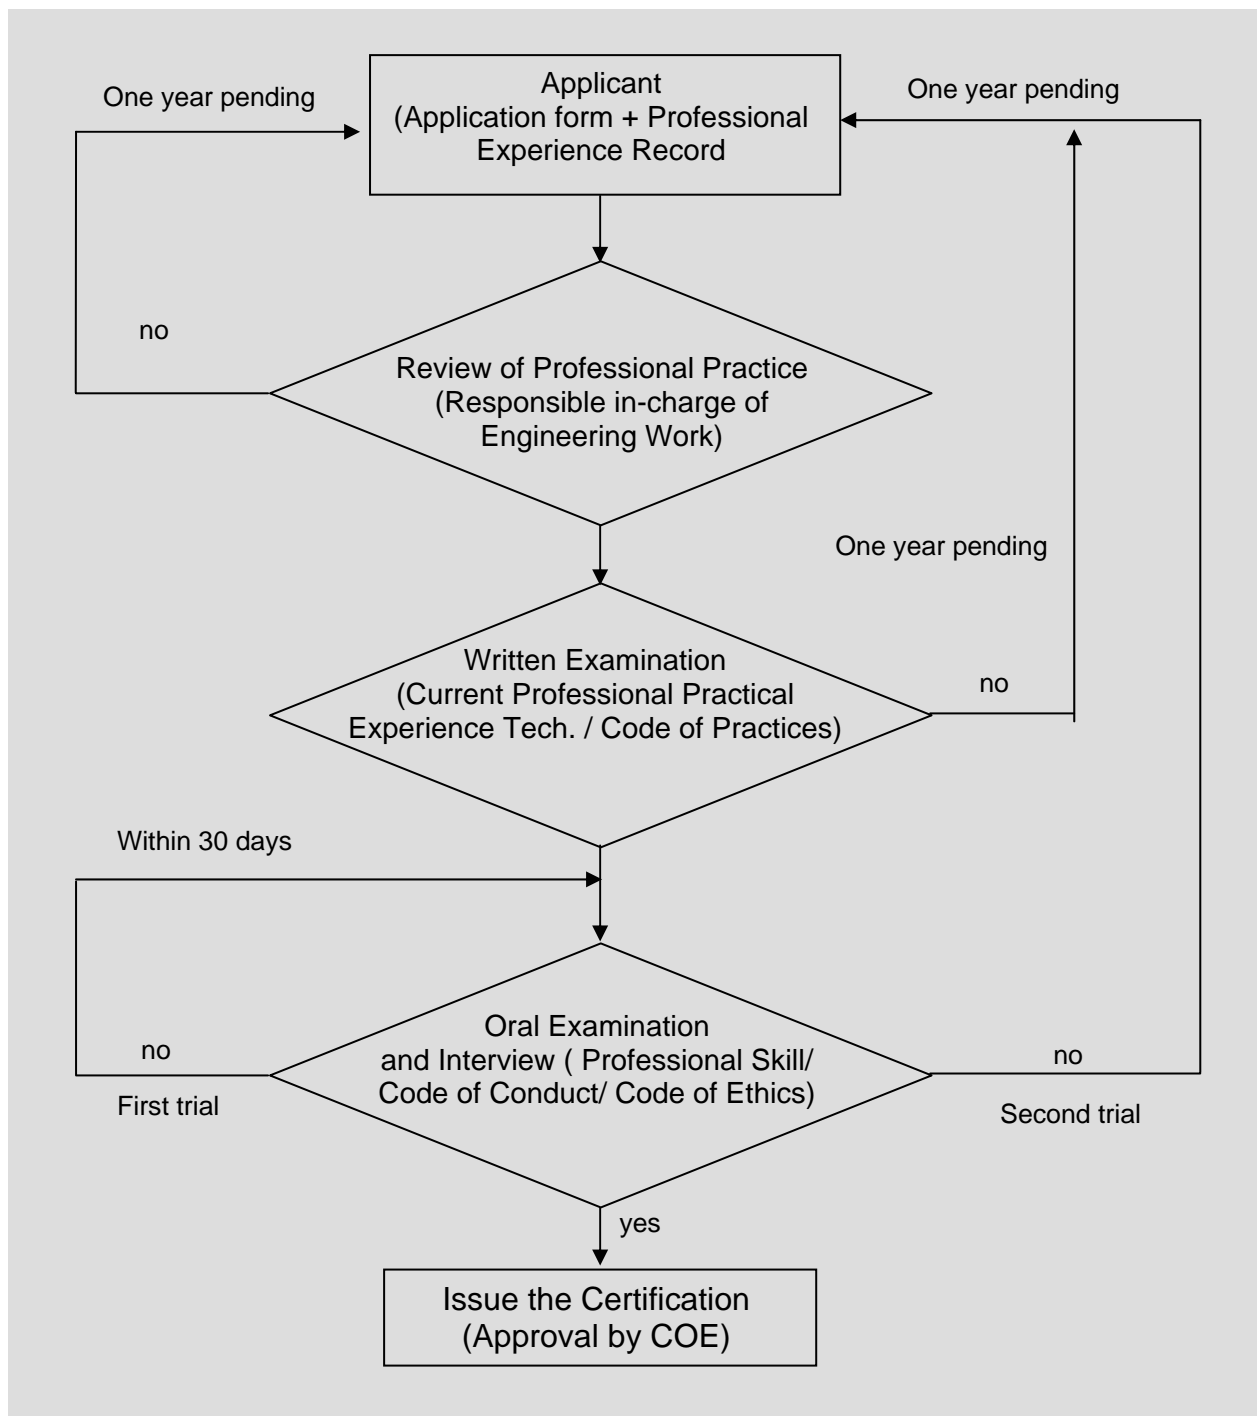 One year pending
Applicant
(Application form + Professional
Experience Record
One year pending
no
Review of Professional Practice
(Responsible in-charge of
Engineering Work)
One year pending
Written Examination
(Current Professional Practical
Experience Tech. / Code of Practices)
no
Within 30 days
Oral Examination
and Interview ( Professional Skill/
Code of Conduct/ Code of Ethics)
no
First trial
no
Second trial
yes
Issue the Certification
(Approval by COE)